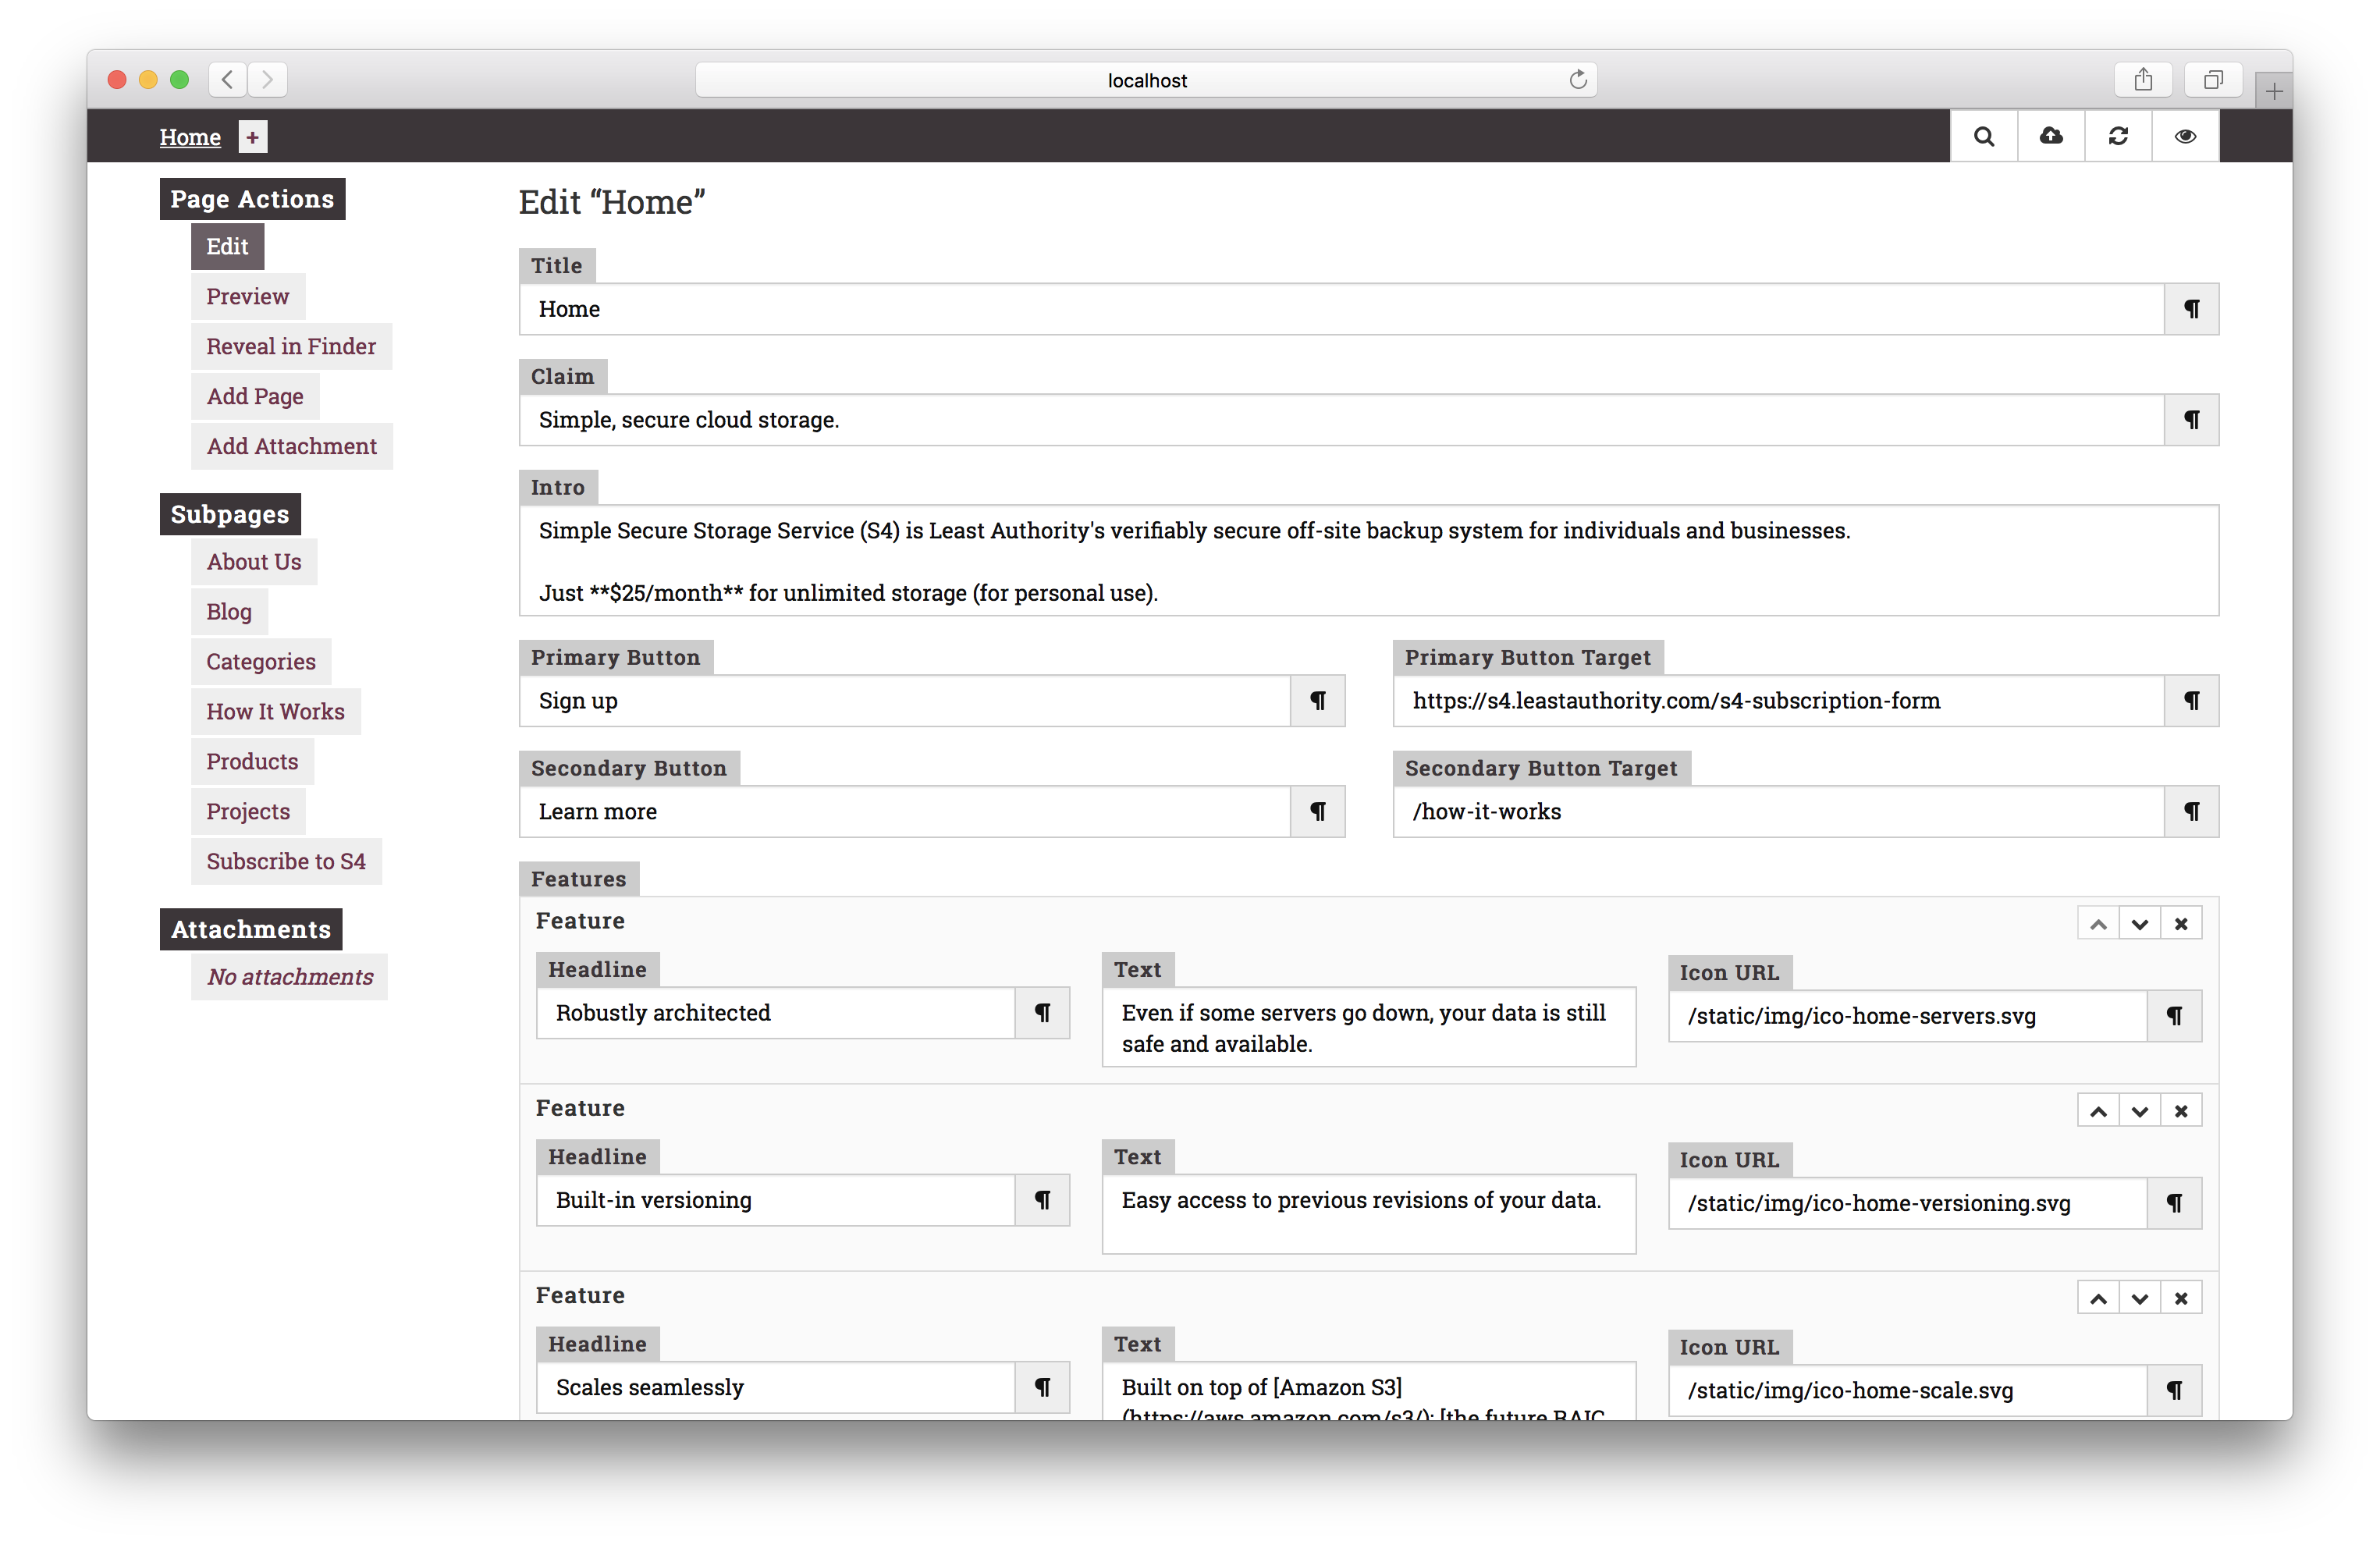 localhost
Home +
Page Actions
Edit
Preview
Reveal in Finder
Add Page
Add Attachment
Subpages
About Us
Blog
Categories
How It Works
Products
Projects
Subscribe to S4
Attachments
No attachments
Edit “Home”
Title
Home ¶
Claim
Simple, secure cloud storage. ¶
Intro
Simple Secure Storage Service (S4) is Least Authority's verifiably secure off-site backup system for individuals and businesses.
Just **$25/month** for unlimited storage (for personal use).
Primary Button
Sign up ¶
Primary Button Target
https://s4.leastauthority.com/s4-subscription-form ¶
Secondary Button
Learn more ¶
Secondary Button Target
/how-it-works ¶
Features
Feature
Headline
Robustly architected ¶
Text
Even if some servers go down, your data is still
safe and available.
Icon URL
/static/img/ico-home-servers.svg ¶
Feature
Headline
Built-in versioning ¶
Text
Easy access to previous revisions of your data.
Icon URL
/static/img/ico-home-versioning.svg ¶
Feature
Headline
Scales seamlessly ¶
Text
Built on top of [Amazon S3]
(https://aws.amazon.com/s3/); [the future RAIC
Icon URL
/static/img/ico-home-scale.svg ¶